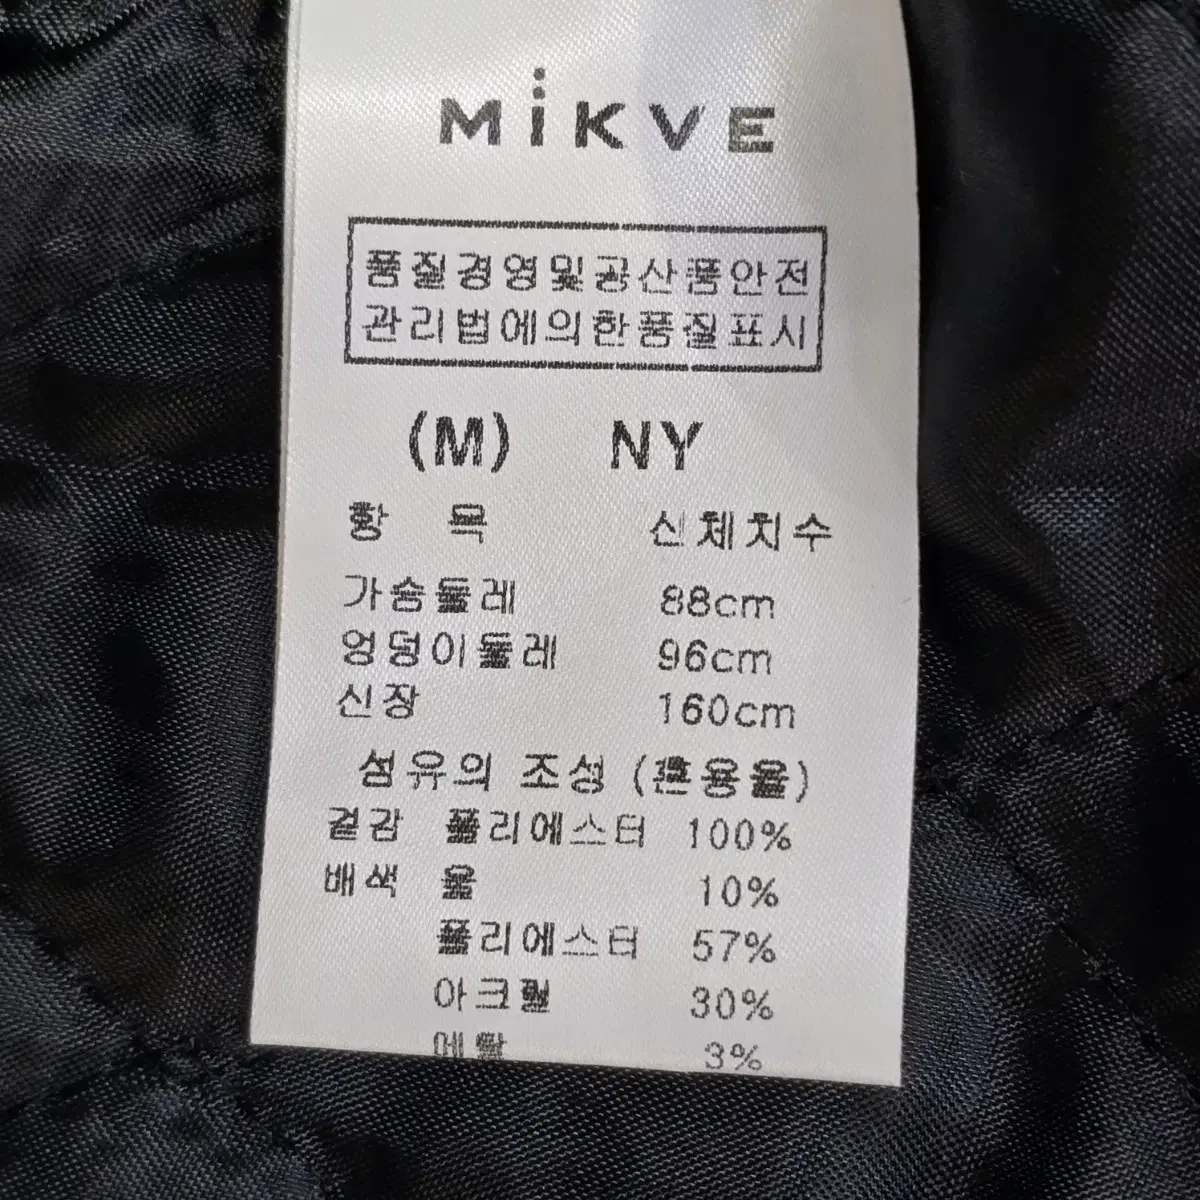 MiKVE
품질경영및공산품안전
관리법에의한품질표시
(M) NY
항 목 신체치수
가슴둘레 88cm
엉덩이둘레 96cm
신장 160cm
섬유의 조성 (혼용율)
겉감 폴리에스터 100%
배색 울 10%
폴리에스터 57%
아크릴 30%
메탈 3%